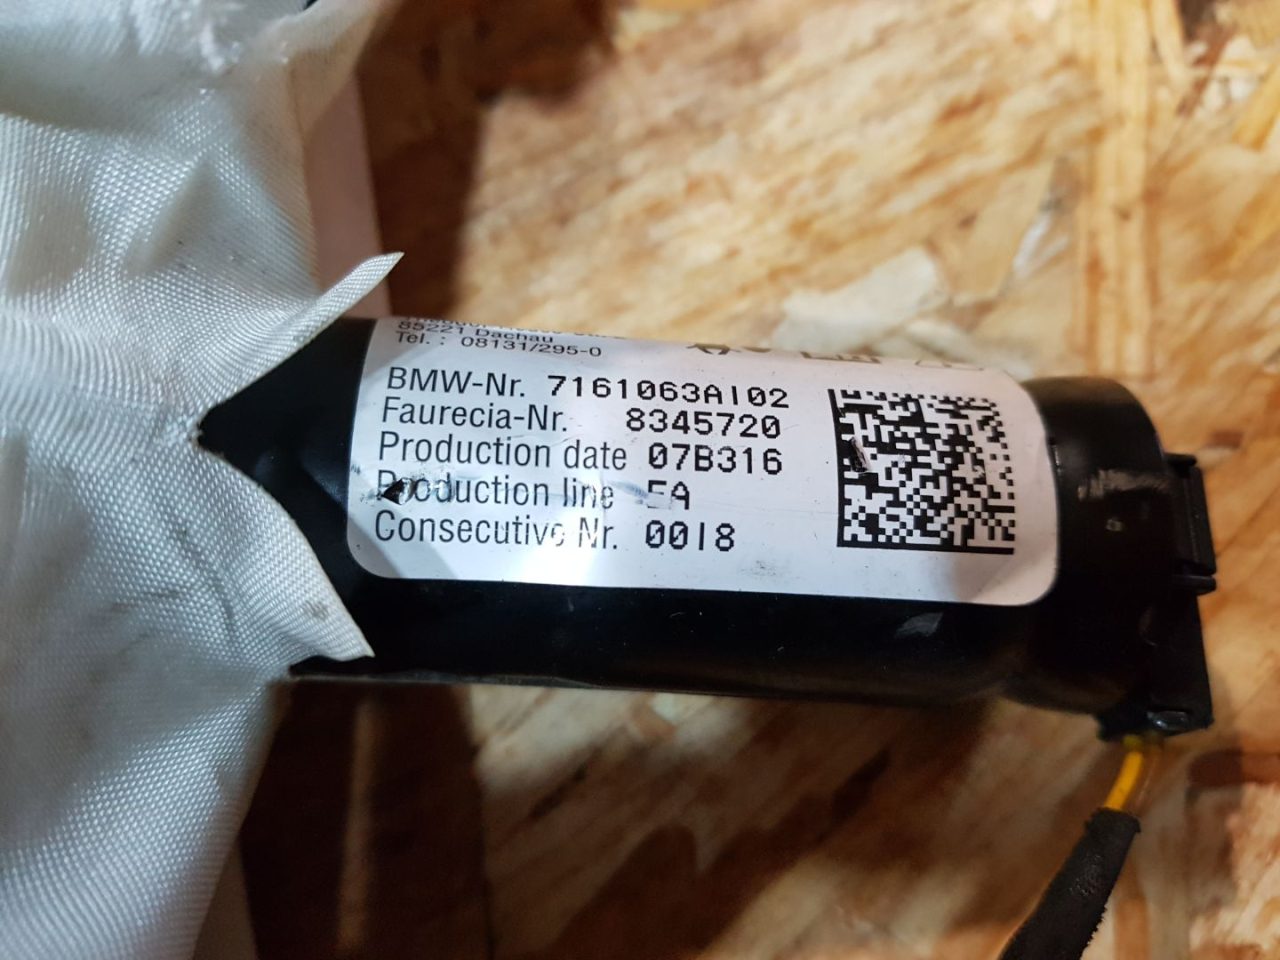 85221 Dachau
Tel. : 08131/295-0
BMW-Nr. 7161063AI02
Faurecia-Nr. 8345720
Production date 07B316
Production line EA
Consecutive Nr. 0018